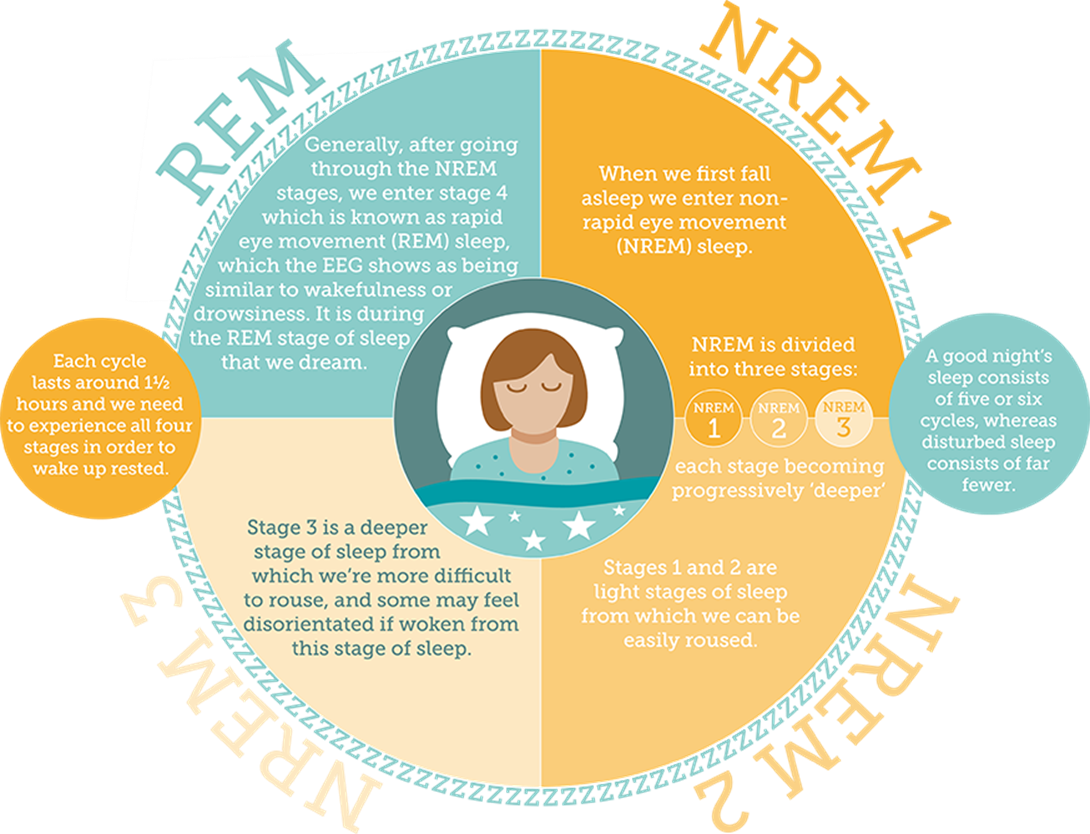 REM
Generally, after going
through the NREM
stages, we enter stage 4
which is known as rapid
eye movement (REM) sleep,
which the EEG shows as being
similar to wakefulness or
drowsiness. It is during
the REM stage of sleep
that we dream.
NREM 1
When we first fall
asleep we enter non-
rapid eye movement
(NREM) sleep.
NREM is divided
into three stages:
NREM
1
NREM
2
NREM
3
each stage becoming
progressively 'deeper'
Each cycle
lasts around 1½
hours and we need
to experience all four
stages in order to
wake up rested.
A good night's
sleep consists
of five or six
cycles, whereas
disturbed sleep
consists of far
fewer.
Stage 3 is a deeper
stage of sleep from
which we're more difficult
to rouse, and some may feel
disorientated if woken from
this stage of sleep.
NREM 3
Stages 1 and 2 are
light stages of sleep
from which we can be
easily roused.
NREM 2